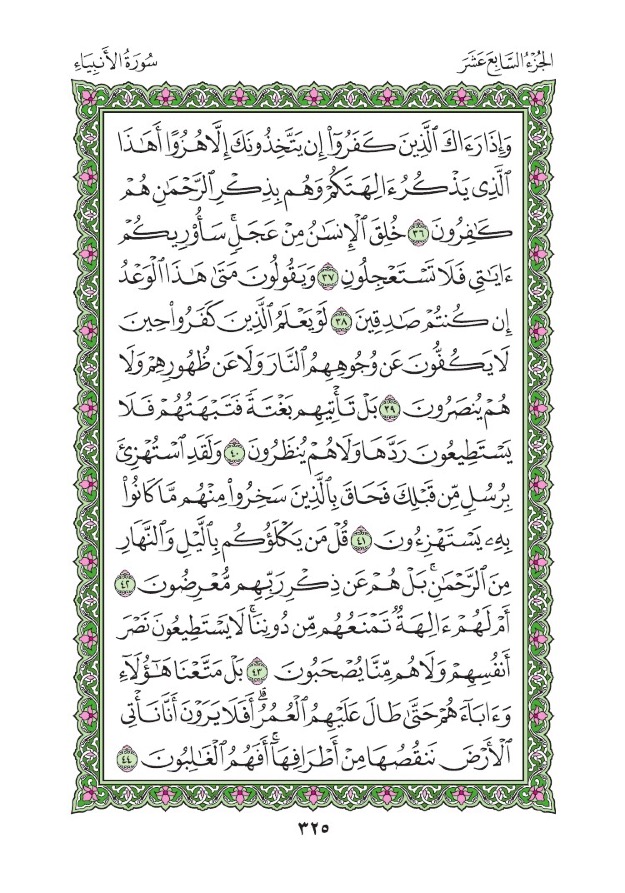 الجُزْءُ السَّابِعَ عَشَرَ
سُورَةُ الأَنبِيَاءِ
وَإِذَا رَءَاكَ ٱلَّذِينَ كَفَرُوٓاْ إِن يَتَّخِذُونَكَ إِلَّا هُزُوًا أَهَٰذَا
ٱلَّذِى يَذْكُرُ ءَالِهَتَكُمْ وَهُم بِذِكْرِ ٱلرَّحْمَٰنِ هُمْ
كَٰفِرُونَ ٣٦ خُلِقَ ٱلْإِنسَٰنُ مِنْ عَجَلٍۚ سَأُوْرِيكُمْ
ءَايَٰتِى فَلَا تَسْتَعْجِلُونِ ٣٧ وَيَقُولُونَ مَتَىٰ هَٰذَا ٱلْوَعْدُ
إِن كُنتُمْ صَٰدِقِينَ ٣٨ لَوْ يَعْلَمُ ٱلَّذِينَ كَفَرُواْ حِينَ
لَا يَكُفُّونَ عَن وُجُوهِهِمُ ٱلنَّارَ وَلَا عَن ظُهُورِهِمْ وَلَا
هُمْ يُنصَرُونَ ٣٩ بَلْ تَأْتِيهِم بَغْتَةً فَتَبْهَتُهُمْ فَلَا
يَسْتَطِيعُونَ رَدَّهَا وَلَا هُمْ يُنظَرُونَ ٤٠ وَلَقَدِ ٱسْتُهْزِئَ
بِرُسُلٍ مِّن قَبْلِكَ فَحَاقَ بِٱلَّذِينَ سَخِرُواْ مِنْهُم مَّا كَانُواْ
بِهِۦ يَسْتَهْزِءُونَ ٤١ قُلْ مَن يَكْلَؤُكُم بِٱلَّيْلِ وَٱلنَّهَارِ
مِنَ ٱلرَّحْمَٰنِۚ بَلْ هُمْ عَن ذِكْرِ رَبِّهِم مُّعْرِضُونَ ٤٢
أَمْ لَهُمْ ءَالِهَةٌ تَمْنَعُهُم مِّن دُونِنَاۚ لَا يَسْتَطِيعُونَ نَصْرَ
أَنفُسِهِمْ وَلَا هُم مِّنَّا يُصْحَبُونَ ٤٣ بَلْ مَتَّعْنَا هَٰٓؤُلَآءِ
وَءَابَآءَهُمْ حَتَّىٰ طَالَ عَلَيْهِمُ ٱلْعُمُرُۗ أَفَلَا يَرَوْنَ أَنَّا نَأْتِى
ٱلْأَرْضَ نَنقُصُهَا مِنْ أَطْرَافِهَآۚ أَفَهُمُ ٱلْغَٰلِبُونَ ٤٤
٣٢٥